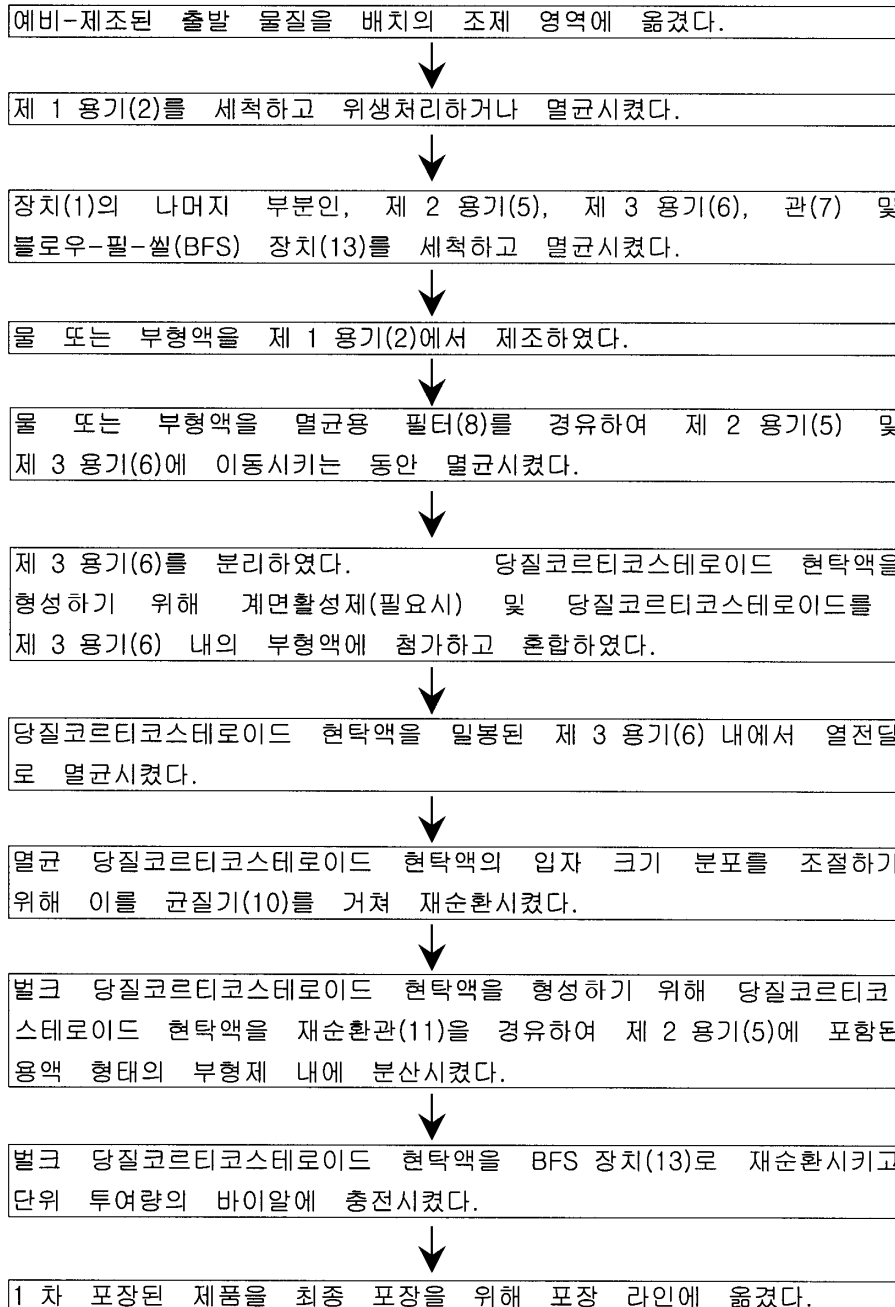 예비-제조된 출발 물질을 배치의 조제 영역에 옮겼다.
제 1 용기(2)를 세척하고 위생처리하거나 멸균시켰다.
장치(1)의 나머지 부분인, 제 2 용기(5), 제 3 용기(6), 관(7) 및
블로우-필-씰(BFS) 장치(13)를 세척하고 멸균시켰다.
물 또는 부형액을 제 1 용기(2)에서 제조하였다.
물 또는 부형액을 멸균용 필터(8)를 경유하여 제 2 용기(5) 및
제 3 용기(6)에 이동시키는 동안 멸균시켰다.
제 3 용기(6)를 분리하였다. 당질코르티코스테로이드 현탁액을
형성하기 위해 계면활성제(필요시) 및 당질코르티코스테로이드를
제 3 용기(6) 내의 부형액에 첨가하고 혼합하였다.
당질코르티코스테로이드 현탁액을 밀봉된 제 3 용기(6) 내에서 열전달
로 멸균시켰다.
멸균 당질코르티코스테로이드 현탁액의 입자 크기 분포를 조절하기
위해 이를 균질기(10)를 거쳐 재순환시켰다.
벌크 당질코르티코스테로이드 현탁액을 형성하기 위해 당질코르티코
스테로이드 현탁액을 재순환관(11)을 경유하여 제 2 용기(5)에 포함된
용액 형태의 부형제 내에 분산시켰다.
벌크 당질코르티코스테로이드 현탁액을 BFS 장치(13)로 재순환시키고
단위 투여량의 바이알에 충전시켰다.
1 차 포장된 제품을 최종 포장을 위해 포장 라인에 옮겼다.